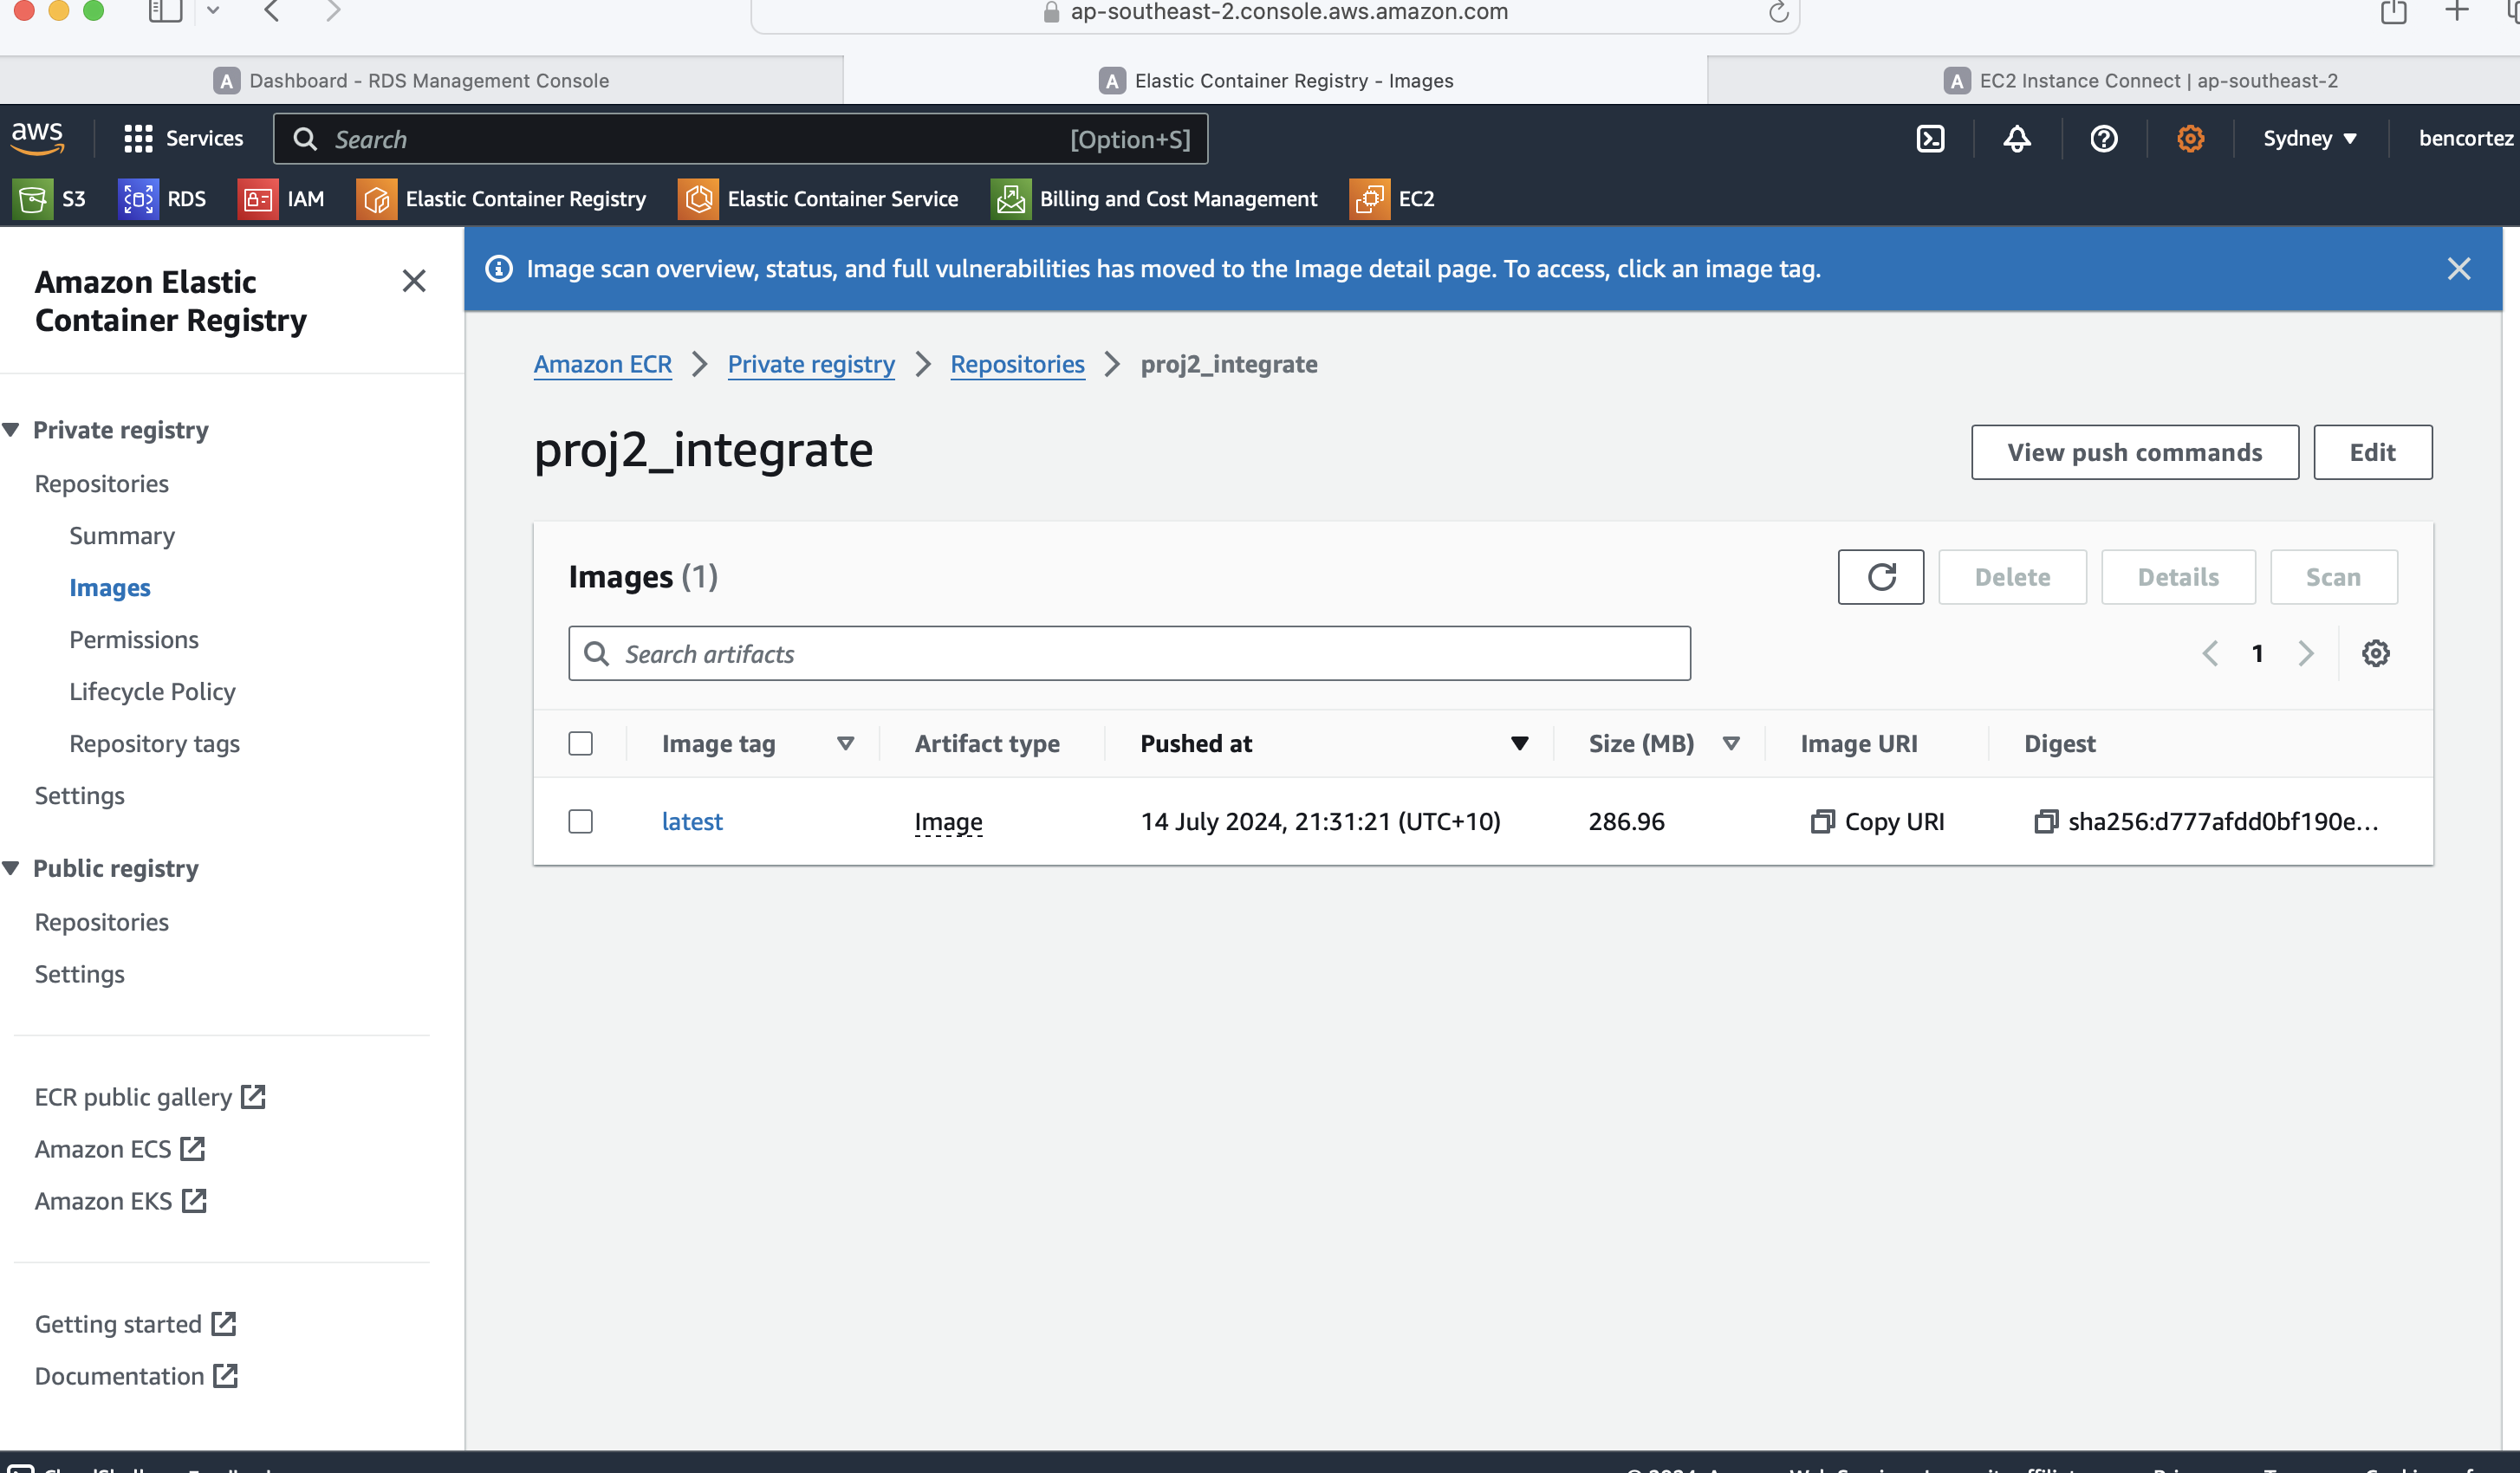 ap-southeast-2.console.aws.amazon.com
Dashboard - RDS Management Console
Elastic Container Registry - Images
EC2 Instance Connect | ap-southeast-2
aws
Services
Search
[Option+S]
Sydney
bencortez
S3
RDS
IAM
Elastic Container Registry
Elastic Container Service
Billing and Cost Management
EC2
Amazon Elastic
Container Registry
Private registry
Repositories
Summary
Images
Permissions
Lifecycle Policy
Repository tags
Settings
Public registry
Repositories
Settings
ECR public gallery
Amazon ECS
Amazon EKS
Getting started
Documentation
Image scan overview, status, and full vulnerabilities has moved to the Image detail page. To access, click an image tag.
Amazon ECR
Private registry
Repositories
proj2_integrate
proj2_integrate
View push commands
Edit
Images (1)
Delete
Details
Scan
Search artifacts
1
Image tag
Artifact type
Pushed at
Size (MB)
Image URI
Digest
latest
Image
14 July 2024, 21:31:21 (UTC+10)
286.96
Copy URI
sha256:d777afdd0bf190e...